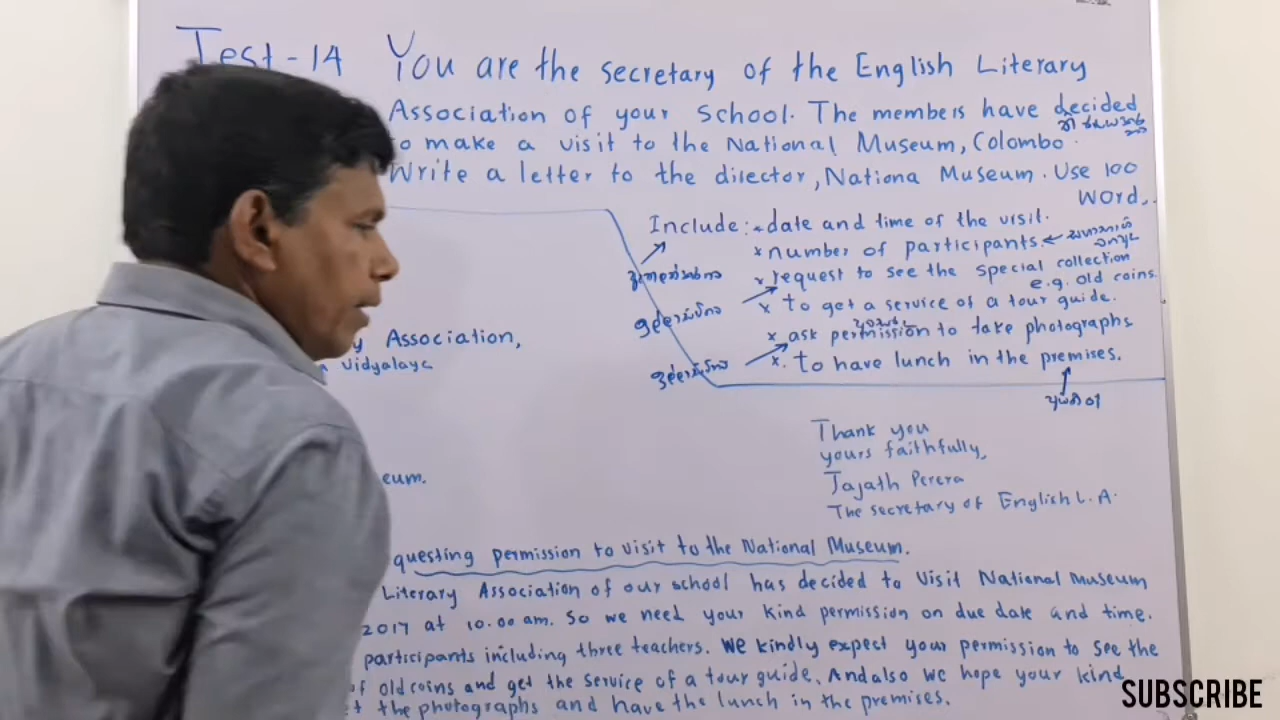 Test-14 You are the secretary of the English Literary
Association of your School. The members have decided
to make a visit to the National Museum, Colombo.
Write a letter to the director, Nationa Museum. Use 100
word..
Include: * date and time of the visit.
* number of participants
* request to see the special collection
e.g. old coins.
* to get a service of a tour guide.
* ask permission to take photographs
* to have lunch in the premises.
y Association,
Vidyalaya
eum.
Thank you
yours faithfully,
Jajath Perera
The secretary of English L.A.
questing permission to visit to the National Museum.
Literary Association of our school has decided to Visit National Museum
2017 at 10.00 am. So we need your kind permission on due date and time.
participants including three teachers. We kindly expect your permission to see the
of old coins and get the service of a tour guide. And also we hope your kind
the photographs and have the lunch in the premises.
SUBSCRIBE